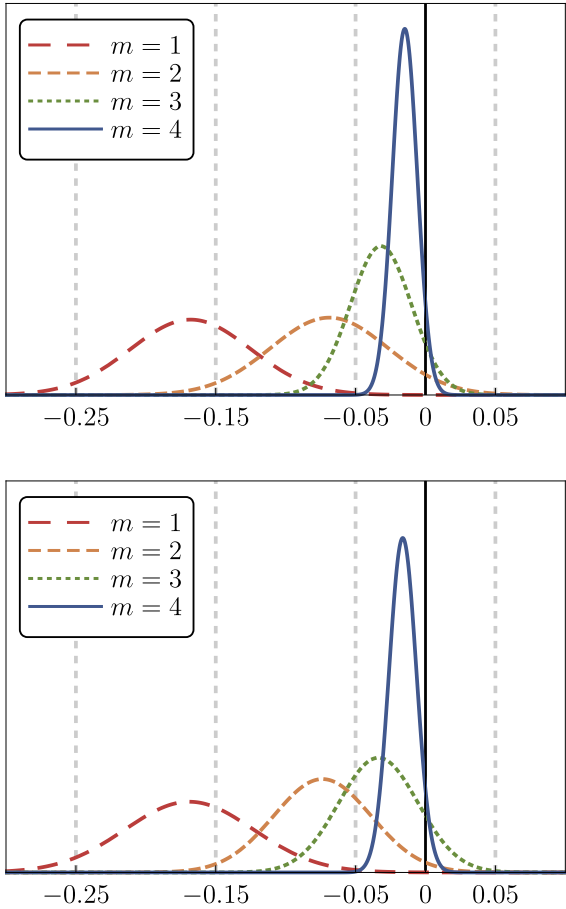 m = 1
m = 2
m = 3
m = 4
−0.25 −0.15 −0.05 0 0.05
m = 1
m = 2
m = 3
m = 4
−0.25 −0.15 −0.05 0 0.05